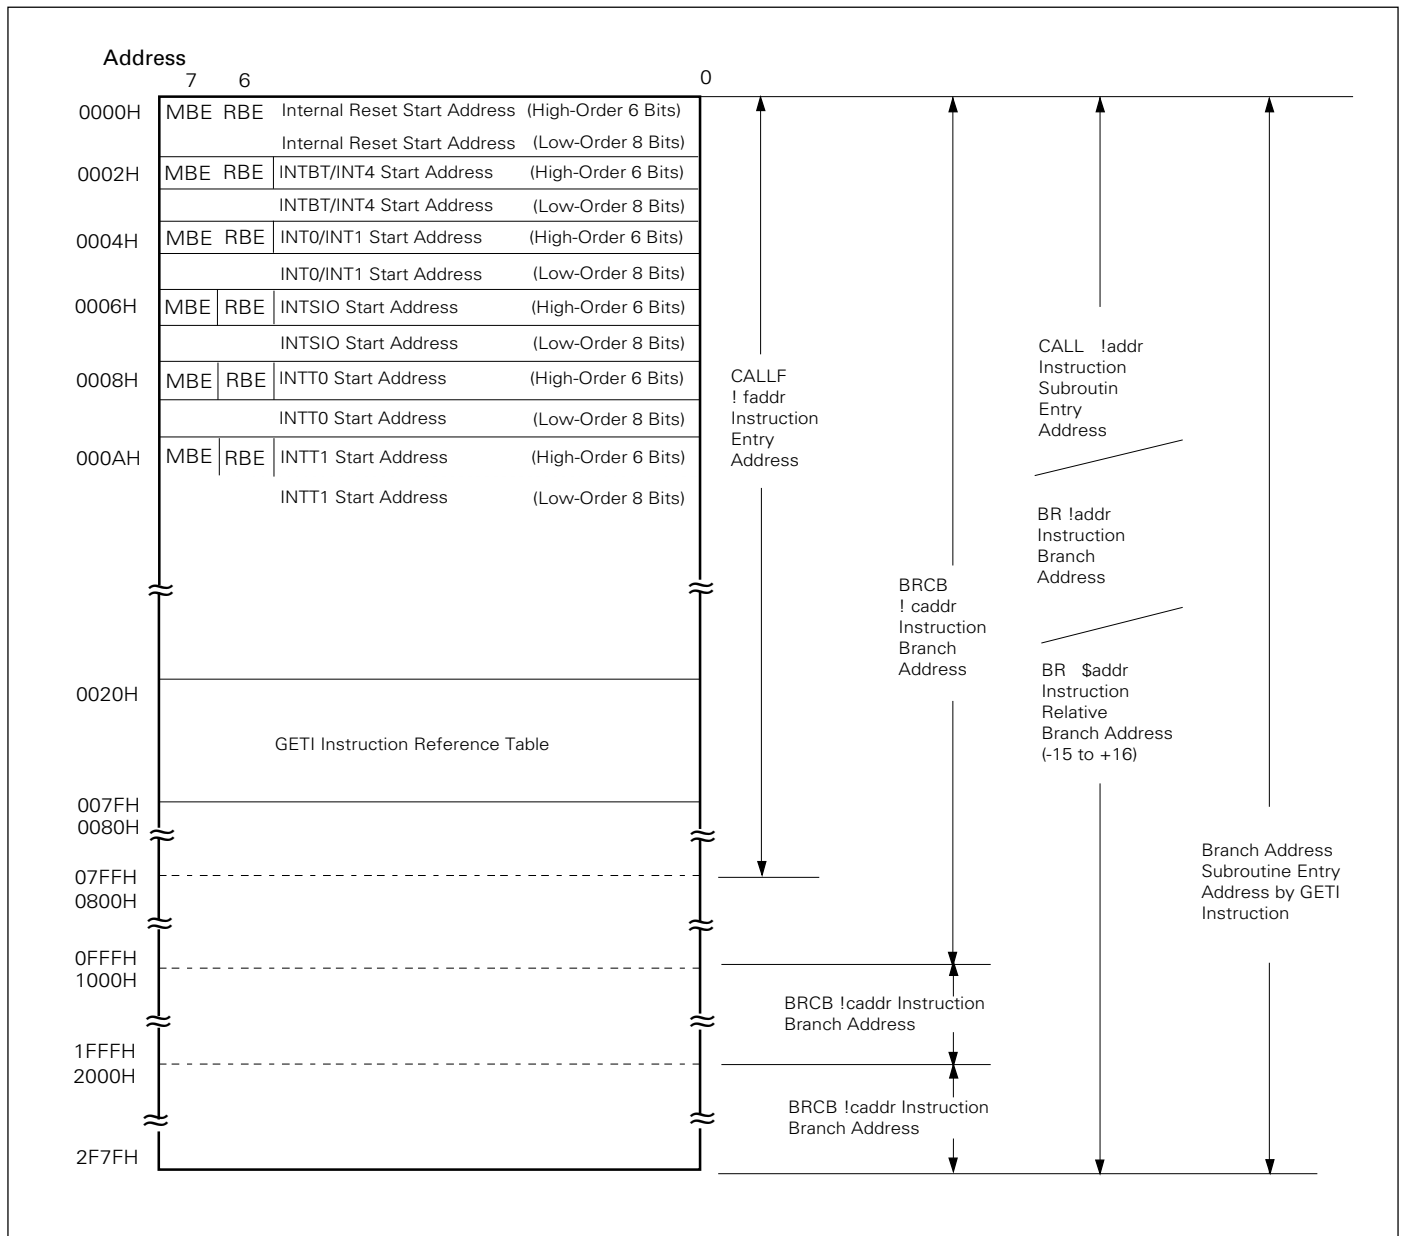 Address
7 6 0
0000H MBE RBE Internal Reset Start Address (High-Order 6 Bits)
Internal Reset Start Address (Low-Order 8 Bits)
0002H MBE RBE INTBT/INT4 Start Address (High-Order 6 Bits)
INTBT/INT4 Start Address (Low-Order 8 Bits)
0004H MBE RBE INT0/INT1 Start Address (High-Order 6 Bits)
INT0/INT1 Start Address (Low-Order 8 Bits)
0006H MBE RBE INTSIO Start Address (High-Order 6 Bits)
INTSIO Start Address (Low-Order 8 Bits)
0008H MBE RBE INTT0 Start Address (High-Order 6 Bits)
INTT0 Start Address (Low-Order 8 Bits)
000AH MBE RBE INTT1 Start Address (High-Order 6 Bits)
INTT1 Start Address (Low-Order 8 Bits)
0020H
GETI Instruction Reference Table
007FH
0080H
07FFH
0800H
0FFFH
1000H
1FFFH
2000H
2F7FH
CALLF
! faddr
Instruction
Entry
Address
BRCB
! caddr
Instruction
Branch
Address
BRCB !caddr Instruction
Branch Address
BRCB !caddr Instruction
Branch Address
CALL !addr
Instruction
Subroutin
Entry
Address
BR !addr
Instruction
Branch
Address
BR $addr
Instruction
Relative
Branch Address
(-15 to +16)
Branch Address
Subroutine Entry
Address by GETI
Instruction